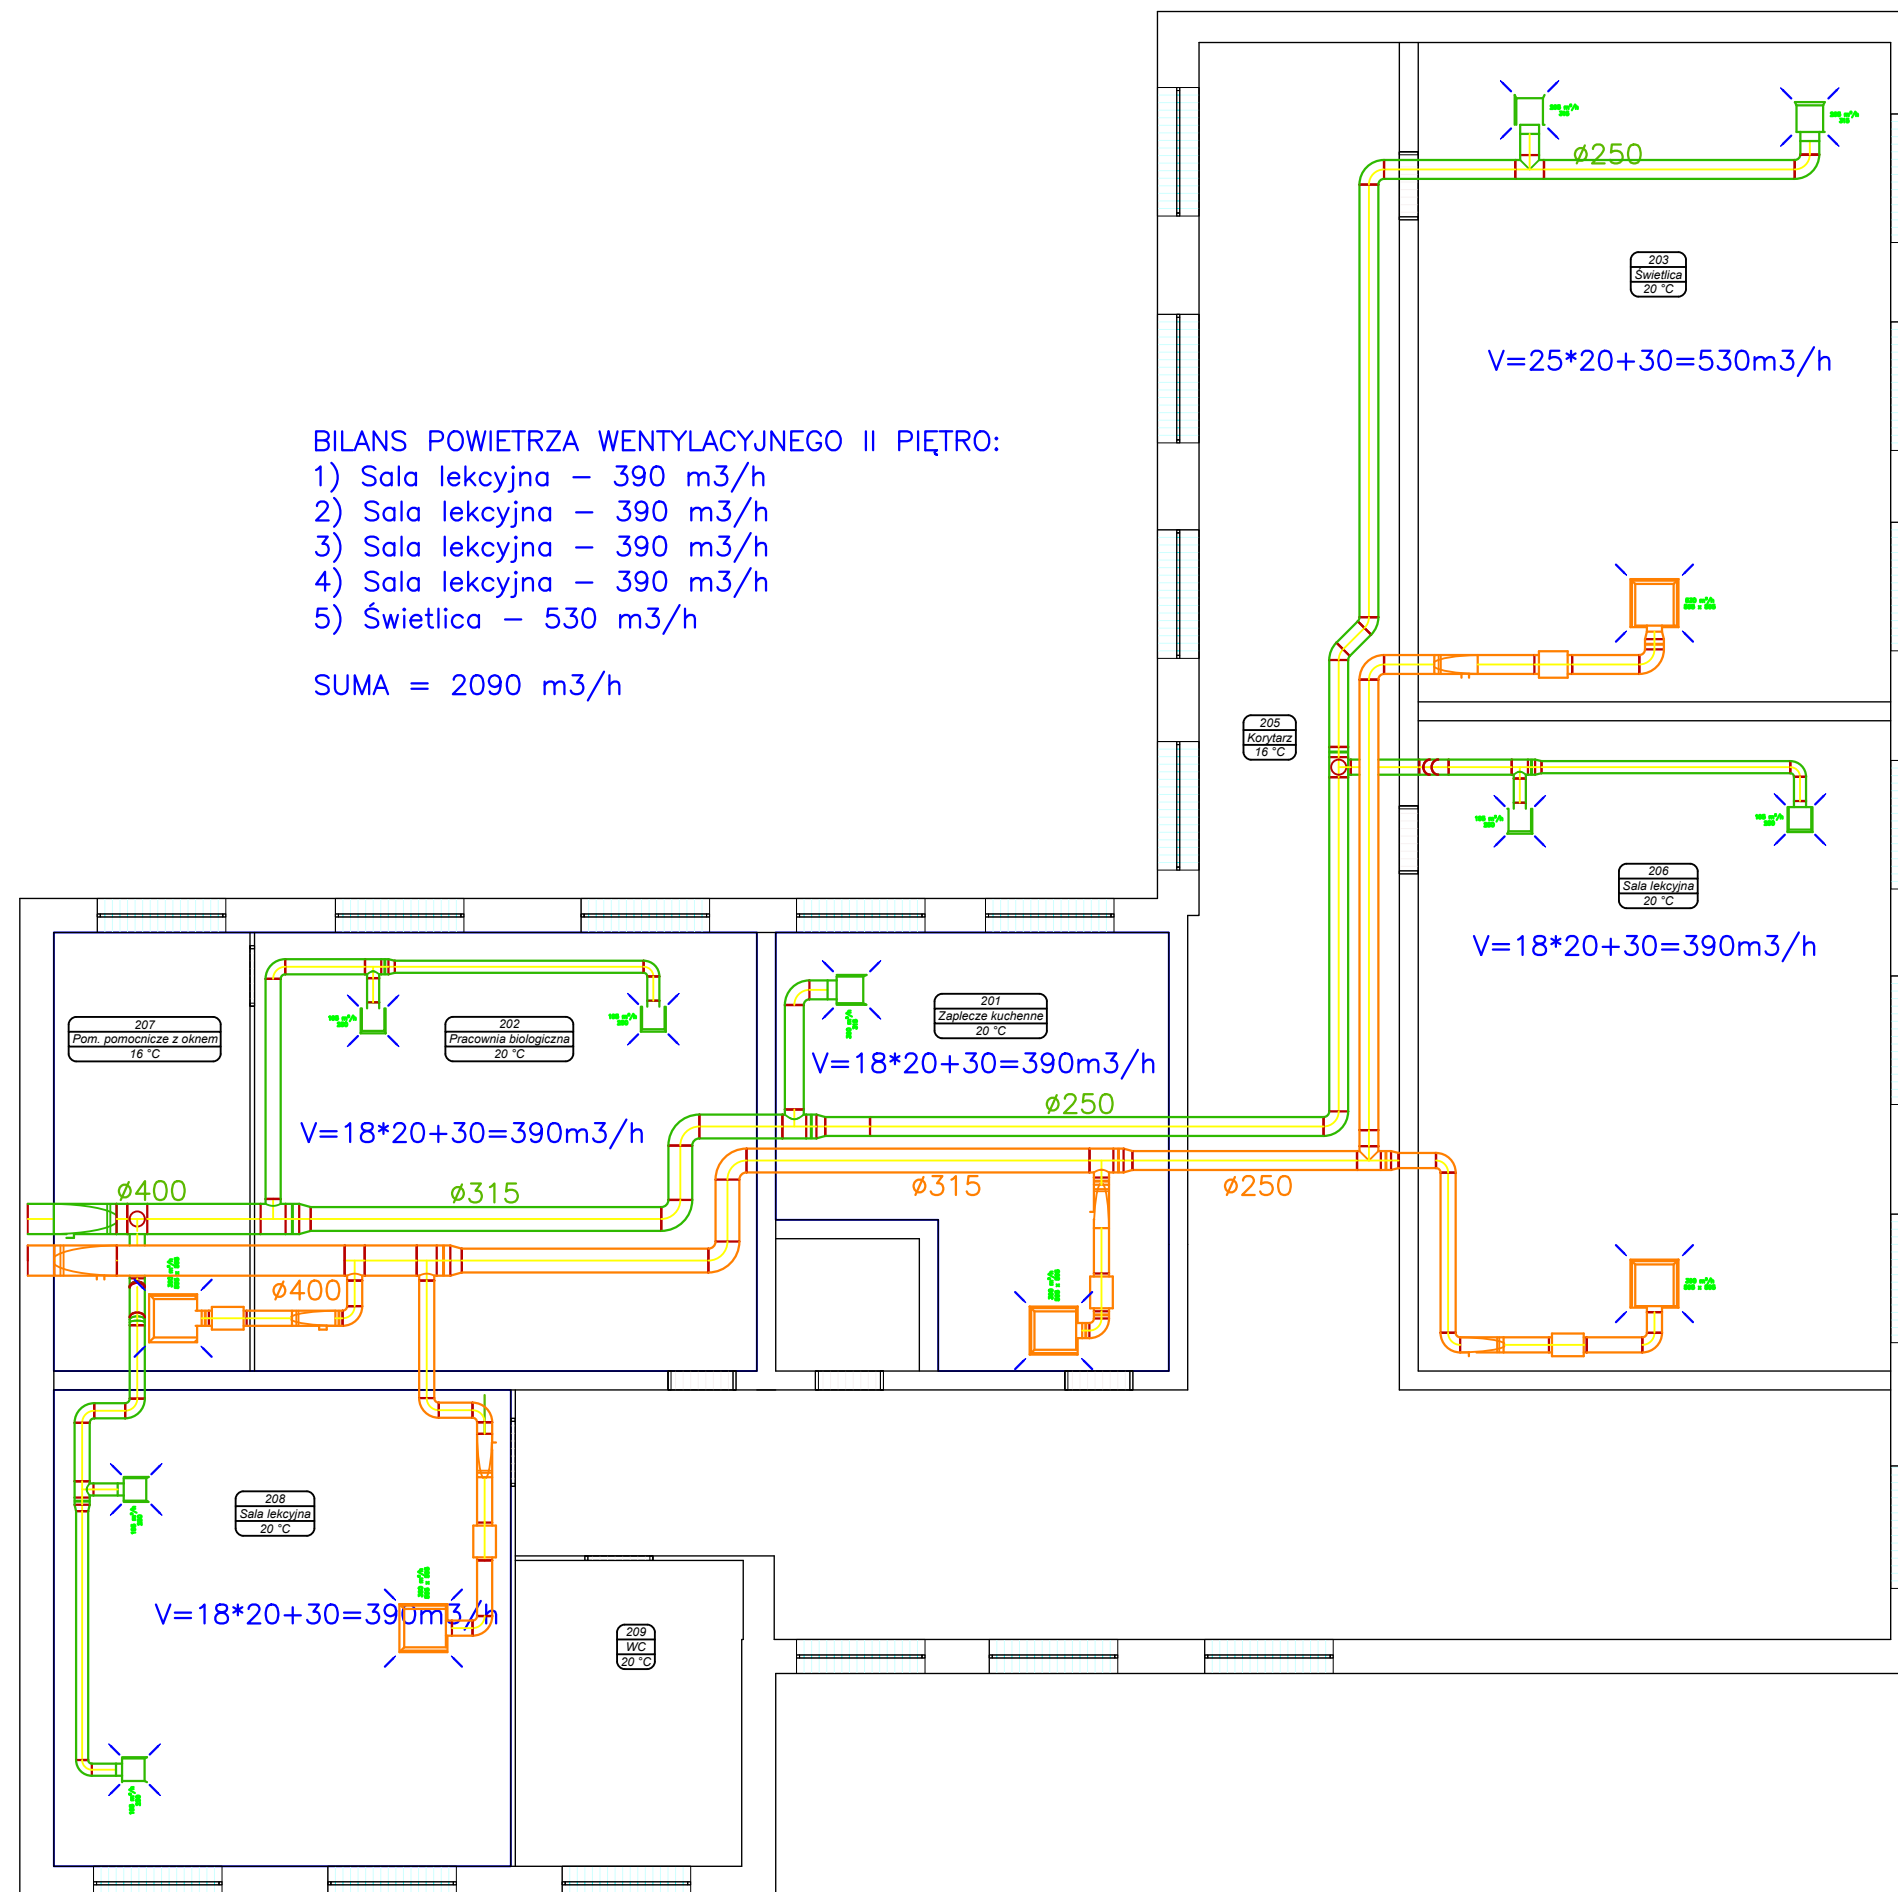 ø250
203
Świetlica
20 °C
V=25*20+30=530m3/h
BILANS POWIETRZA WENTYLACYJNEGO II PIĘTRO:
1) Sala lekcyjna – 390 m3/h
2) Sala lekcyjna – 390 m3/h
3) Sala lekcyjna – 390 m3/h
4) Sala lekcyjna – 390 m3/h
5) Świetlica – 530 m3/h
SUMA = 2090 m3/h
205
Korytarz
16 °C
206
Sala lekcyjna
20 °C
V=18*20+30=390m3/h
207
Pom. pomocnicze z oknem
16 °C
202
Pracownia biologiczna
20 °C
V=18*20+30=390m3/h
201
Zaplecze kuchenne
20 °C
V=18*20+30=390m3/h
ø250
ø400
ø315
ø315
ø250
ø400
208
Sala lekcyjna
20 °C
V=18*20+30=390m3/h
209
WC
20 °C